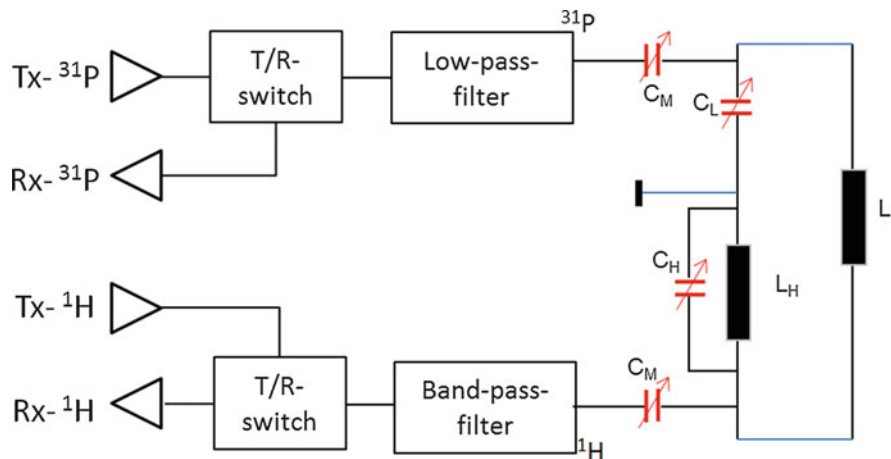 Tx- ³¹P
T/R-
switch
Low-pass-
filter
³¹P
C_M
C_L
Rx- ³¹P
L
C_H
L_H
Tx- ¹H
Rx- ¹H
T/R-
switch
Band-pass-
filter
¹H
C_M